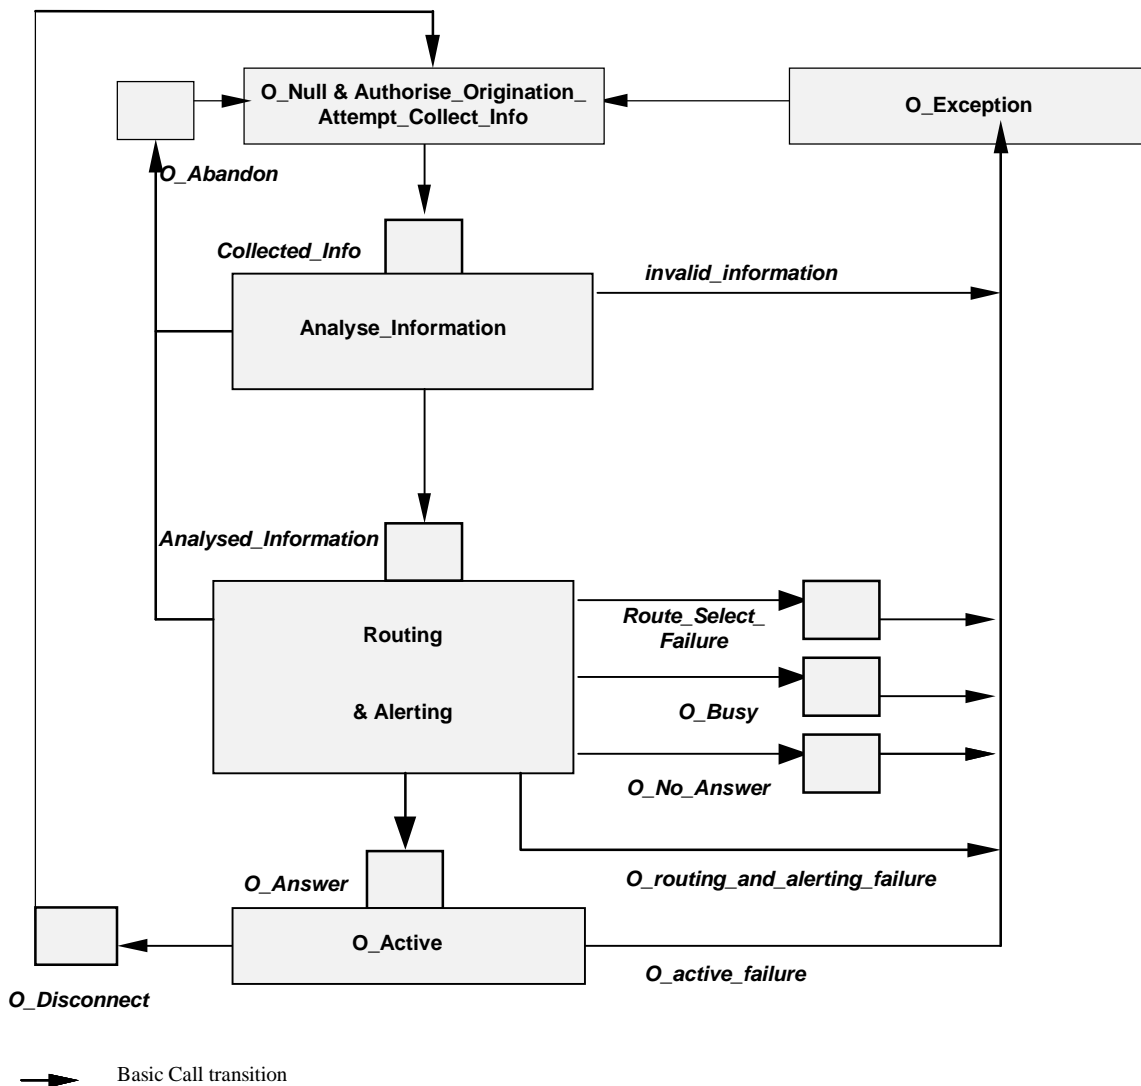 O_Null & Authorise_Origination_
Attempt_Collect_Info
O_Exception
O_Abandon
Collected_Info
invalid_information
Analyse_Information
Analysed_Information
Route_Select_
Failure
Routing
& Alerting
O_Busy
O_No_Answer
O_routing_and_alerting_failure
O_Answer
O_Active
O_active_failure
O_Disconnect
Basic Call transition